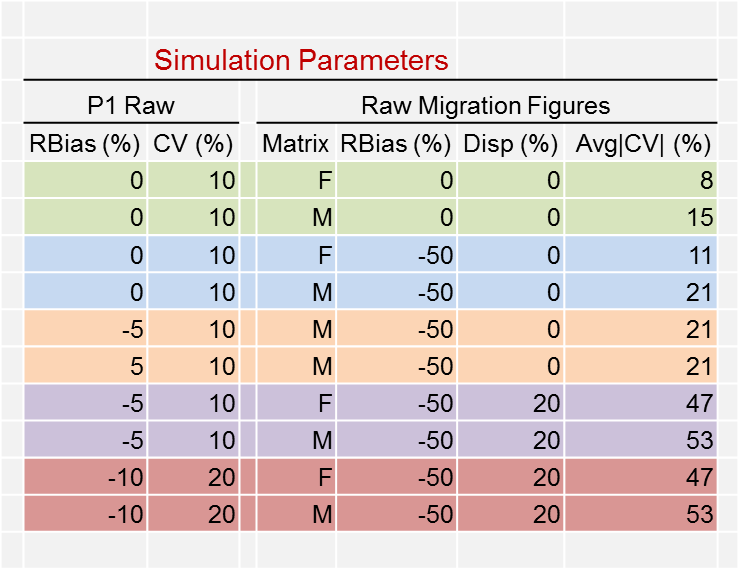 Simulation Parameters
P1 Raw Raw Migration Figures
RBias (%) CV (%) Matrix RBias (%) Disp (%) Avg|CV| (%)
0 10 F 0 0 8
0 10 M 0 0 15
0 10 F -50 0 11
0 10 M -50 0 21
-5 10 M -50 0 21
5 10 M -50 0 21
-5 10 F -50 20 47
-5 10 M -50 20 53
-10 20 F -50 20 47
-10 20 M -50 20 53